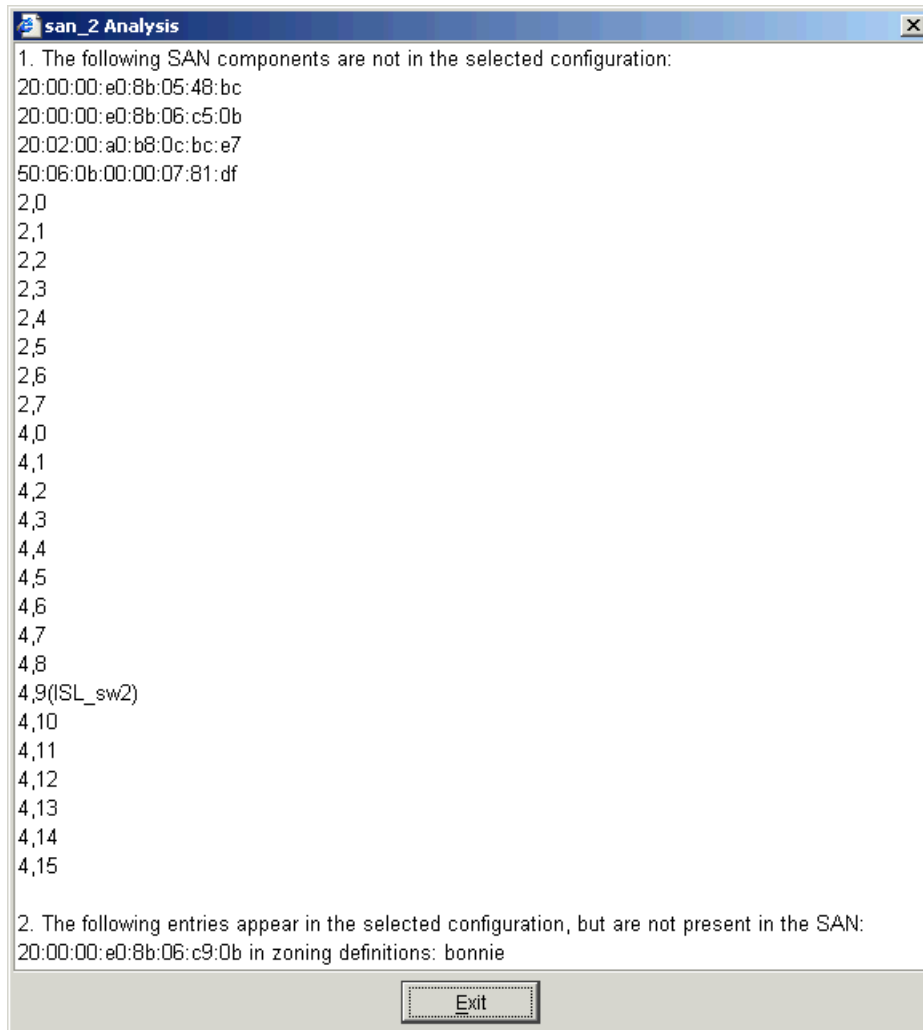 san_2 Analysis
1. The following SAN components are not in the selected configuration:
20:00:00:e0:8b:05:48:bc
20:00:00:e0:8b:06:c5:0b
20:02:00:a0:b8:0c:bc:e7
50:06:0b:00:00:07:81:df
2,0
2,1
2,2
2,3
2,4
2,5
2,6
2,7
4,0
4,1
4,2
4,3
4,4
4,5
4,6
4,7
4,8
4,9(ISL_sw2)
4,10
4,11
4,12
4,13
4,14
4,15
2. The following entries appear in the selected configuration, but are not present in the SAN:
20:00:00:e0:8b:06:c9:0b in zoning definitions: bonnie
Exit